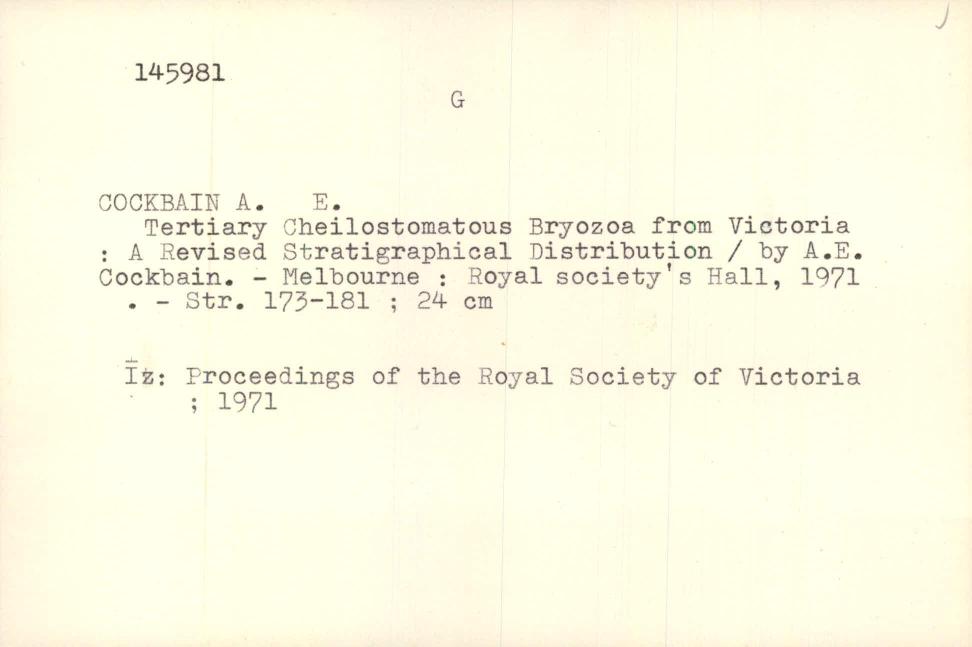 145981
G
COCKBAIN A. E.
Tertiary Cheilostomatous Bryozoa from Victoria
: A Revised Stratigraphical Distribution / by A.E.
Cockbain. - Melbourne : Royal society's Hall, 1971
. - Str. 173-181 ; 24 cm
Iz: Proceedings of the Royal Society of Victoria
; 1971